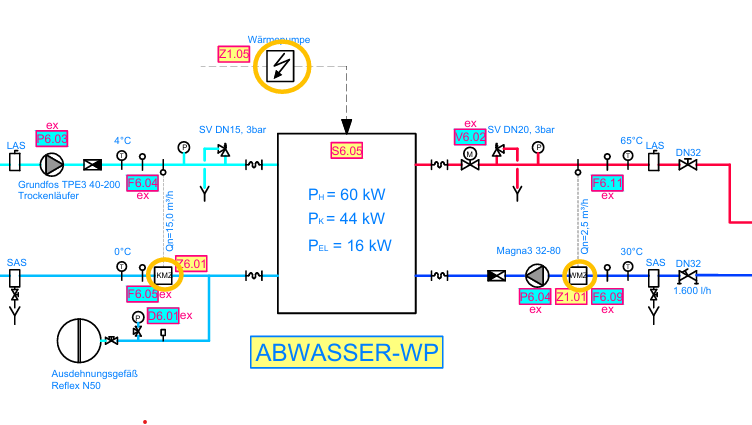 Wärmepumpe
Z1.05
ex
P6.03
LAS
4°C
P
SV DN15, 3bar
T
F6.04
ex
Grundfos TPE3 40-200
Trockenläufer
Qn=15,0 m³/h
S6.05
PH = 60 kW
PK = 44 kW
PEL = 16 kW
ex
V6.02
M
SV DN20, 3bar
P
65°C
LAS
DN32
T
F6.11
ex
Qn=2,5 m³/h
SAS
0°C
T
Z6.01
KMZ
F6.05
ex
P
D6.01
ex
Ausdehnungsgefäß
Reflex N50
Magna3 32-80
30°C
SAS
DN32
1.600 l/h
P6.04
ex
WMZ
Z1.01
T
F6.09
ex
ABWASSER-WP